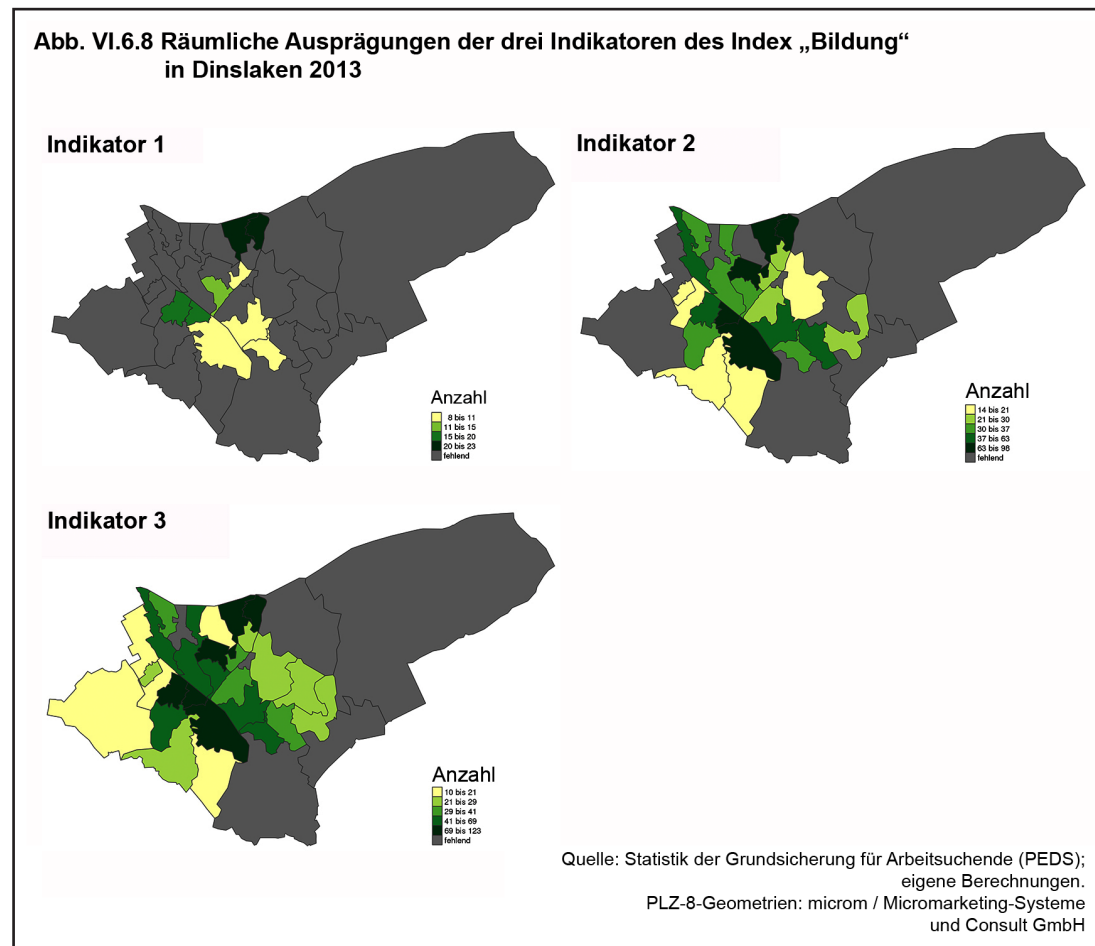 Abb. VI.6.8 Räumliche Ausprägungen der drei Indikatoren des Index „Bildung“
in Dinslaken 2013
Indikator 1
Anzahl
8 bis 11
11 bis 15
15 bis 20
20 bis 23
fehlend
Indikator 2
Anzahl
14 bis 21
21 bis 30
30 bis 37
37 bis 63
63 bis 98
fehlend
Indikator 3
Anzahl
10 bis 21
21 bis 29
29 bis 41
41 bis 69
69 bis 123
fehlend
Quelle: Statistik der Grundsicherung für Arbeitsuchende (PEDS);
eigene Berechnungen.
PLZ-8-Geometrien: microm / Micromarketing-Systeme
und Consult GmbH